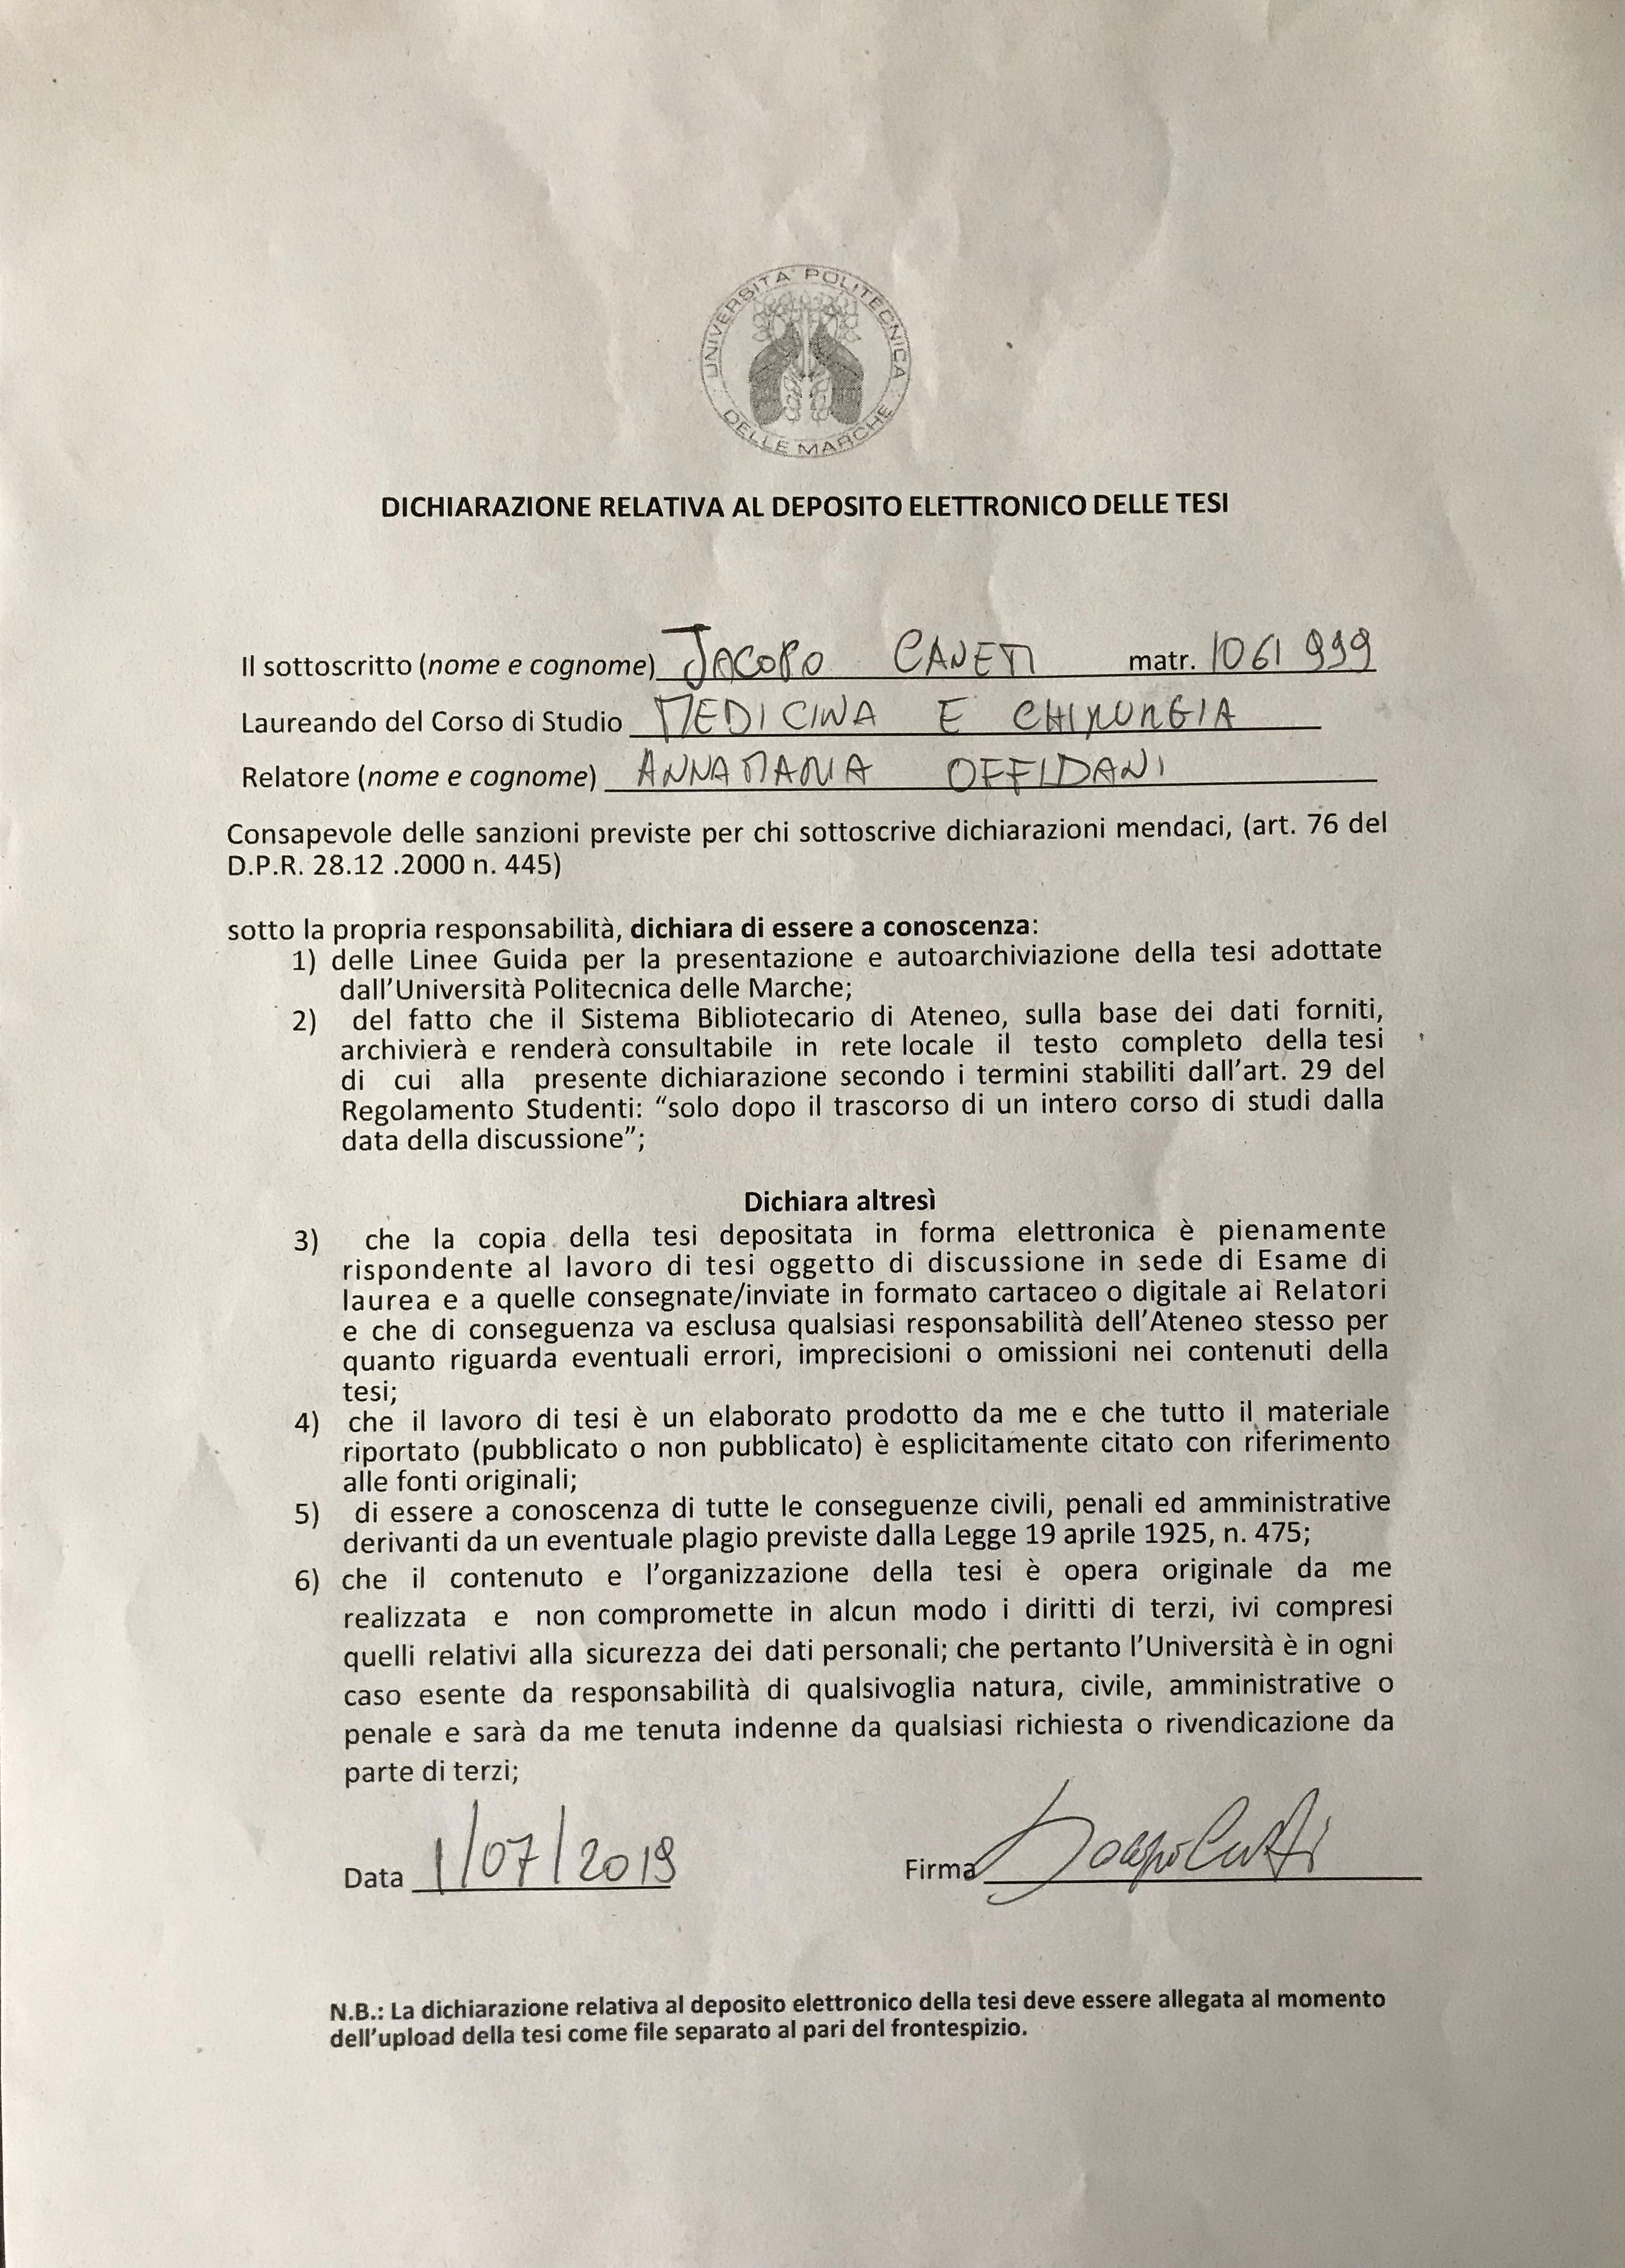 UNIVERSITA' POLITECNICA
DELLE MARCHE
DICHIARAZIONE RELATIVA AL DEPOSITO ELETTRONICO DELLE TESI
Il sottoscritto (nome e cognome) JACOPO matr. 1061999
Laureando del Corso di Studio MEDICINA E CHIRURGIA
Relatore (nome e cognome) ANNAMARIA OFFIDANI
Consapevole delle sanzioni previste per chi sottoscrive dichiarazioni mendaci, (art. 76 del
D.P.R. 28.12 .2000 n. 445)
sotto la propria responsabilità, dichiara di essere a conoscenza:
1) delle Linee Guida per la presentazione e autoarchiviazione della tesi adottate
dall'Università Politecnica delle Marche;
2) del fatto che il Sistema Bibliotecario di Ateneo, sulla base dei dati forniti,
archivierà e renderà consultabile in rete locale il testo completo della tesi
di cui alla presente dichiarazione secondo i termini stabiliti dall'art. 29 del
Regolamento Studenti: “solo dopo il trascorso di un intero corso di studi dalla
data della discussione”;
Dichiara altresì
3) che la copia della tesi depositata in forma elettronica è pienamente
rispondente al lavoro di tesi oggetto di discussione in sede di Esame di
laurea e a quelle consegnate/inviate in formato cartaceo o digitale ai Relatori
e che di conseguenza va esclusa qualsiasi responsabilità dell'Ateneo stesso per
quanto riguarda eventuali errori, imprecisioni o omissioni nei contenuti della
tesi;
4) che il lavoro di tesi è un elaborato prodotto da me e che tutto il materiale
riportato (pubblicato o non pubblicato) è esplicitamente citato con riferimento
alle fonti originali;
5) di essere a conoscenza di tutte le conseguenze civili, penali ed amministrative
derivanti da un eventuale plagio previste dalla Legge 19 aprile 1925, n. 475;
6) che il contenuto e l'organizzazione della tesi è opera originale da me
realizzata e non compromette in alcun modo i diritti di terzi, ivi compresi
quelli relativi alla sicurezza dei dati personali; che pertanto l'Università è in ogni
caso esente da responsabilità di qualsivoglia natura, civile, amministrative o
penale e sarà da me tenuta indenne da qualsiasi richiesta o rivendicazione da
parte di terzi;
Data 1/07/2019 Firma
N.B.: La dichiarazione relativa al deposito elettronico della tesi deve essere allegata al momento
dell'upload della tesi come file separato al pari del frontespizio.